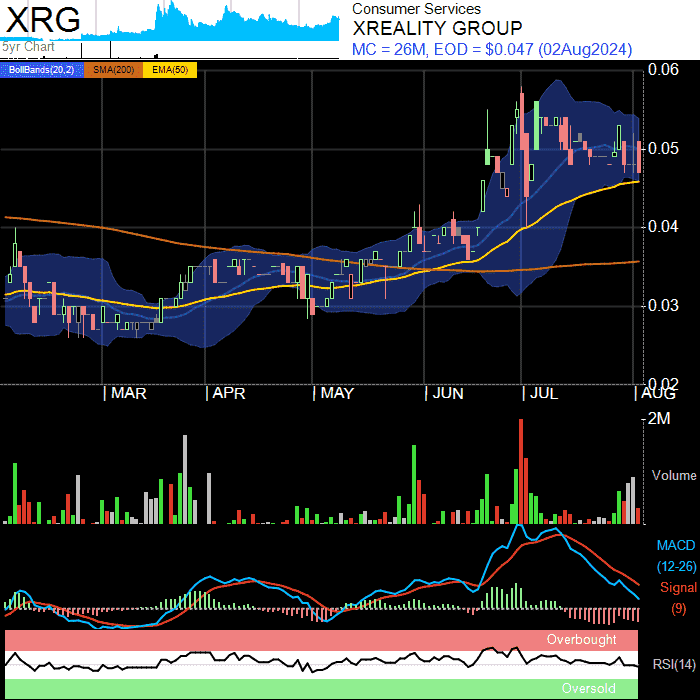 XRG
5yr Chart
Consumer Services
XREALITY GROUP
MC = 26M, EOD = $0.047 (02Aug2024)
BollBands(20,2) SMA(200) EMA(50)
0.06
0.05
0.04
0.03
0.02
MAR APR MAY JUN JUL AUG
2M
Volume
MACD
(12-26)
Signal
(9)
Overbought
RSI(14)
Oversold